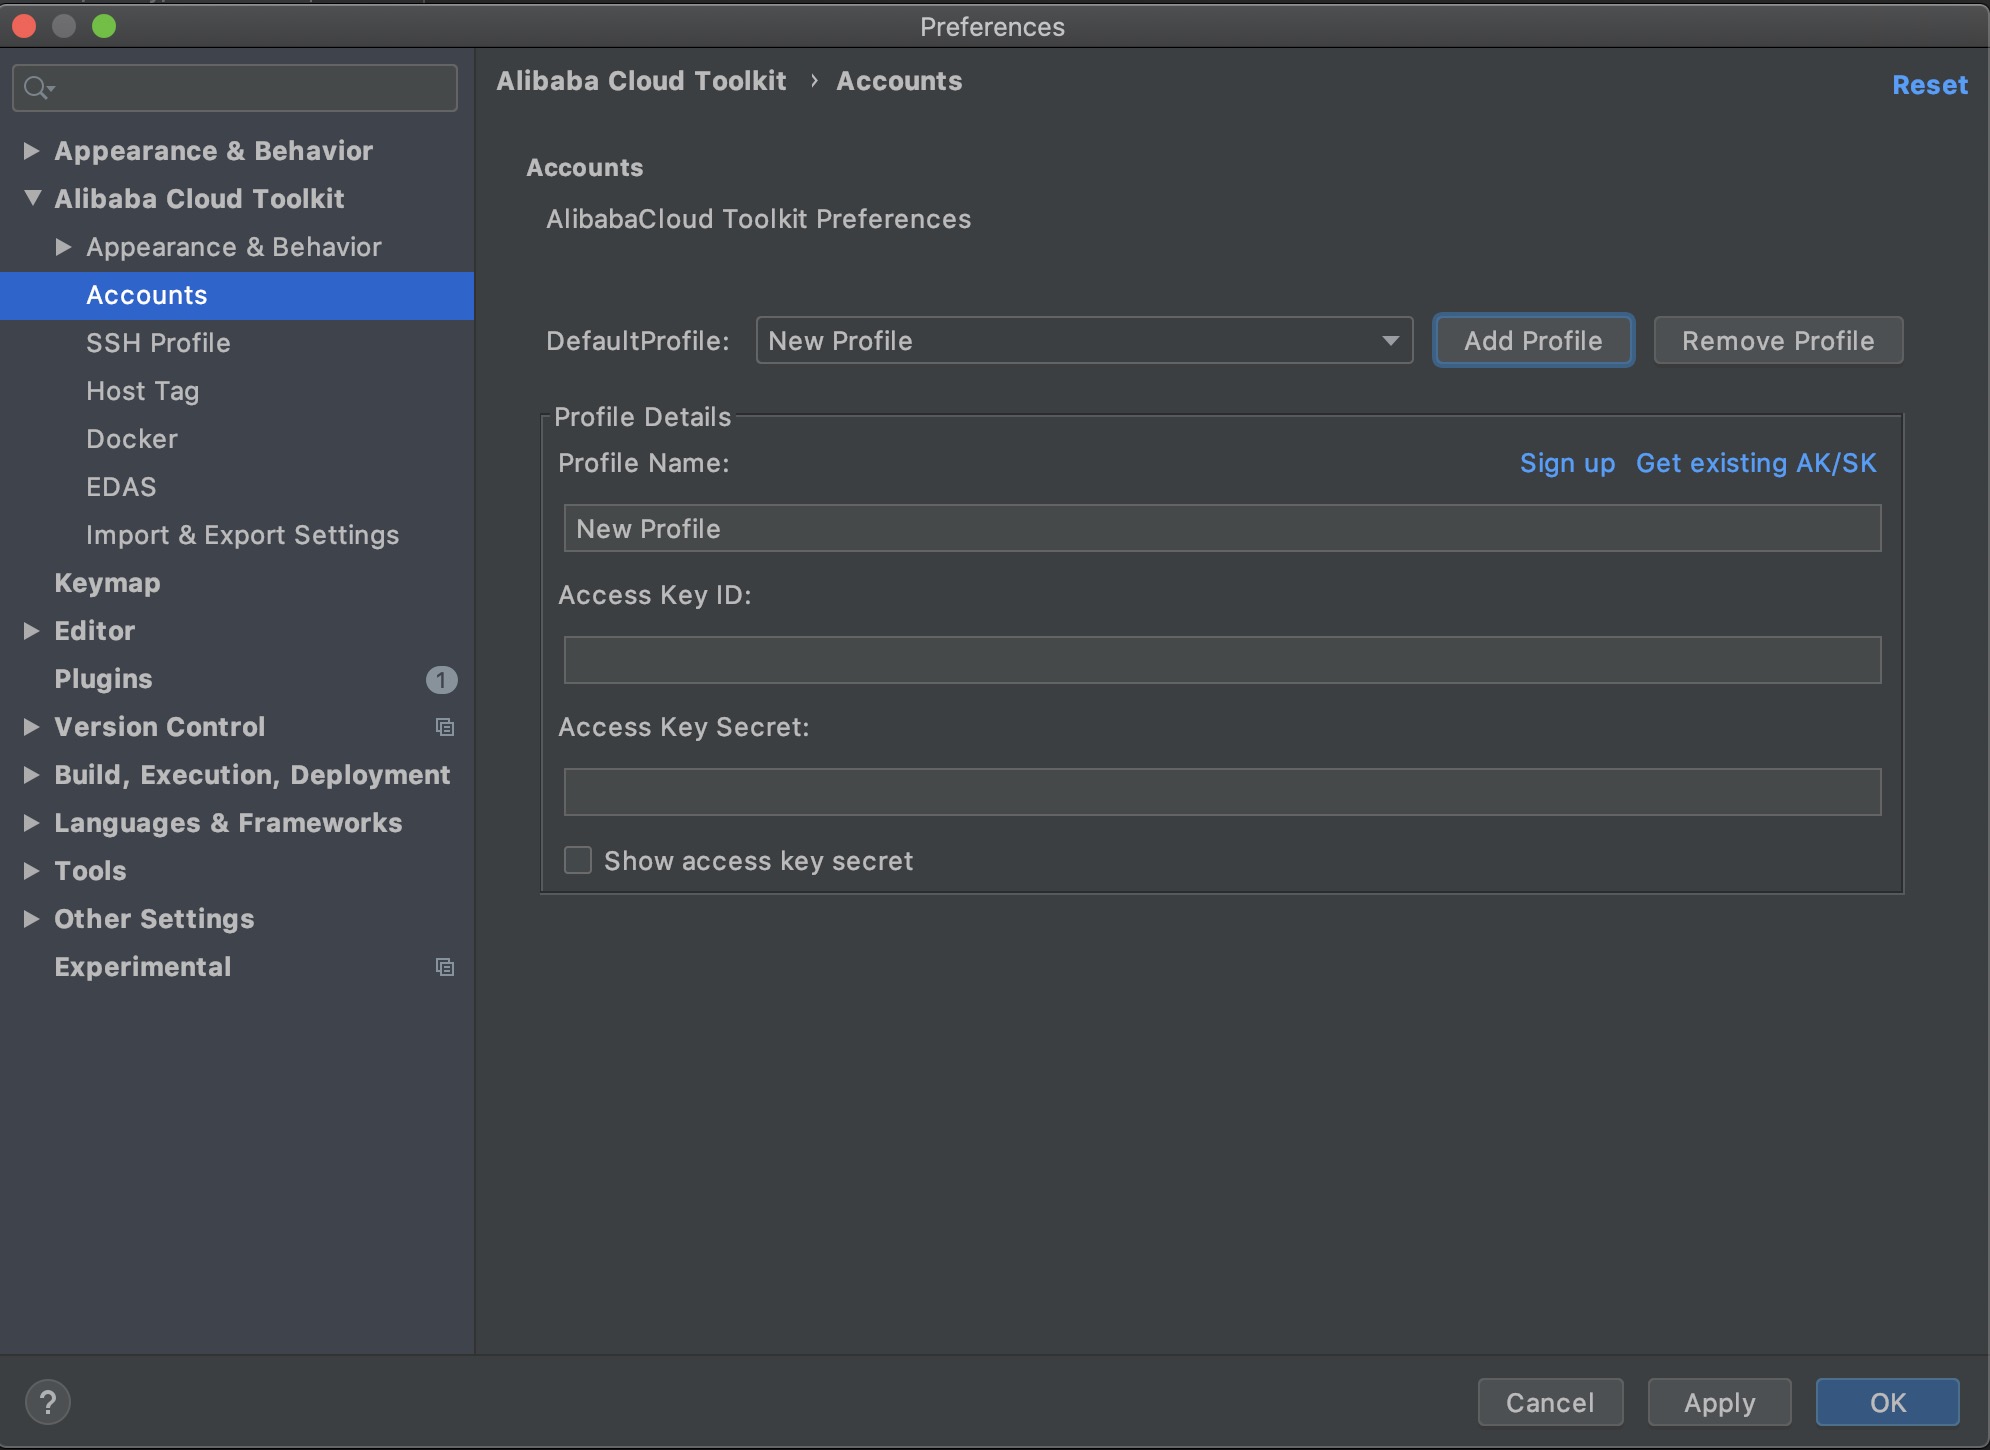 Preferences
Alibaba Cloud Toolkit › Accounts
Reset
Appearance & Behavior
Alibaba Cloud Toolkit
Appearance & Behavior
Accounts
SSH Profile
Host Tag
Docker
EDAS
Import & Export Settings
Keymap
Editor
Plugins 1
Version Control
Build, Execution, Deployment
Languages & Frameworks
Tools
Other Settings
Experimental
Accounts
AlibabaCloud Toolkit Preferences
DefaultProfile: New Profile Add Profile Remove Profile
Profile Details
Profile Name: Sign up Get existing AK/SK
New Profile
Access Key ID:
Access Key Secret:
Show access key secret
? Cancel Apply OK